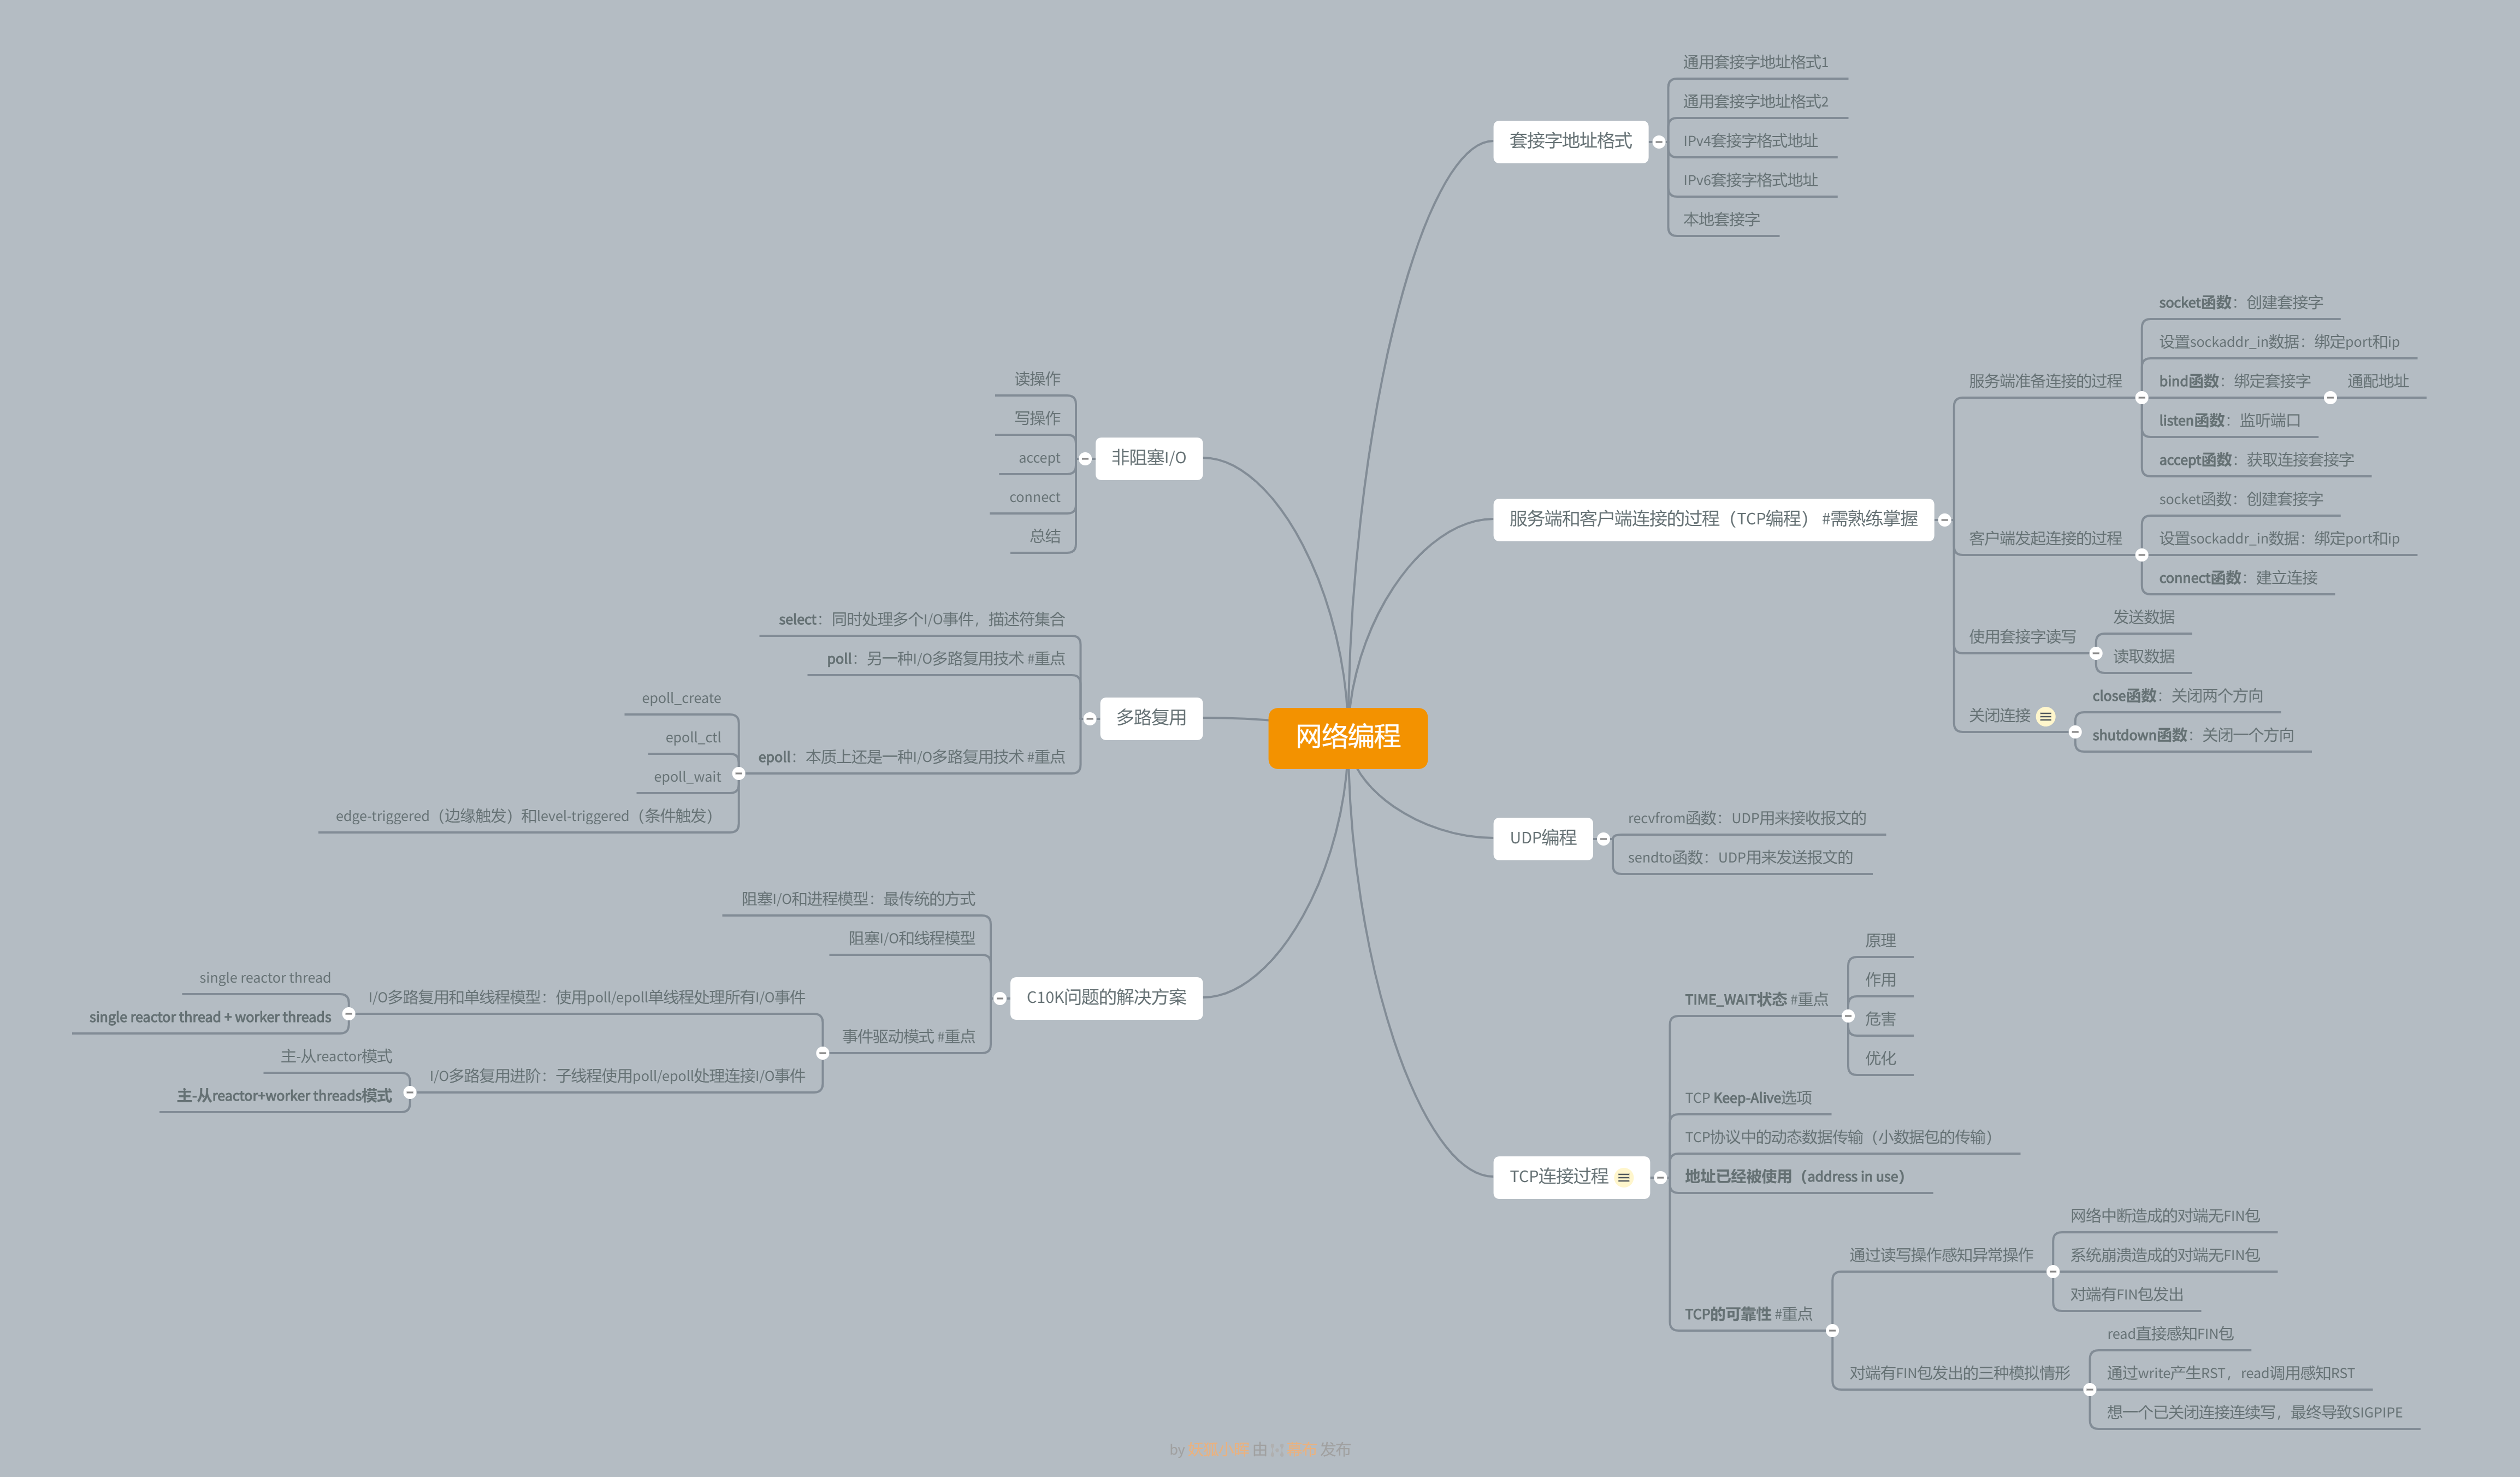 网络编程
套接字地址格式
通用套接字地址格式1
通用套接字地址格式2
IPv4套接字格式地址
IPv6套接字格式地址
本地套接字
服务端和客户端连接的过程（TCP编程） #需熟练掌握
服务端准备连接的过程
socket函数：创建套接字
设置sockaddr_in数据：绑定port和ip
bind函数：绑定套接字
通配地址
listen函数：监听端口
accept函数：获取连接套接字
客户端发起连接的过程
socket函数：创建套接字
设置sockaddr_in数据：绑定port和ip
connect函数：建立连接
使用套接字读写
发送数据
读取数据
关闭连接
close函数：关闭两个方向
shutdown函数：关闭一个方向
UDP编程
recvfrom函数：UDP用来接收报文的
sendto函数：UDP用来发送报文的
TCP连接过程
TIME_WAIT状态 #重点
原理
作用
危害
优化
TCP Keep-Alive选项
TCP协议中的动态数据传输（小数据包的传输）
地址已经被使用（address in use）
TCP的可靠性 #重点
通过读写操作感知异常操作
网络中断造成的对端无FIN包
系统崩溃造成的对端无FIN包
对端有FIN包发出
对端有FIN包发出的三种模拟情形
read直接感知FIN包
通过write产生RST，read调用感知RST
想一个已关闭连接连续写，最终导致SIGPIPE
非阻塞I/O
读操作
写操作
accept
connect
总结
多路复用
select：同时处理多个I/O事件，描述符集合
poll：另一种I/O多路复用技术 #重点
epoll：本质上还是一种I/O多路复用技术 #重点
epoll_create
epoll_ctl
epoll_wait
edge-triggered（边缘触发）和level-triggered（条件触发）
C10K问题的解决方案
阻塞I/O和进程模型：最传统的方式
阻塞I/O和线程模型
事件驱动模式 #重点
I/O多路复用和单线程模型：使用poll/epoll单线程处理所有I/O事件
single reactor thread
single reactor thread + worker threads
I/O多路复用进阶：子线程使用poll/epoll处理连接I/O事件
主-从reactor模式
主-从reactor+worker threads模式
by 由 发布